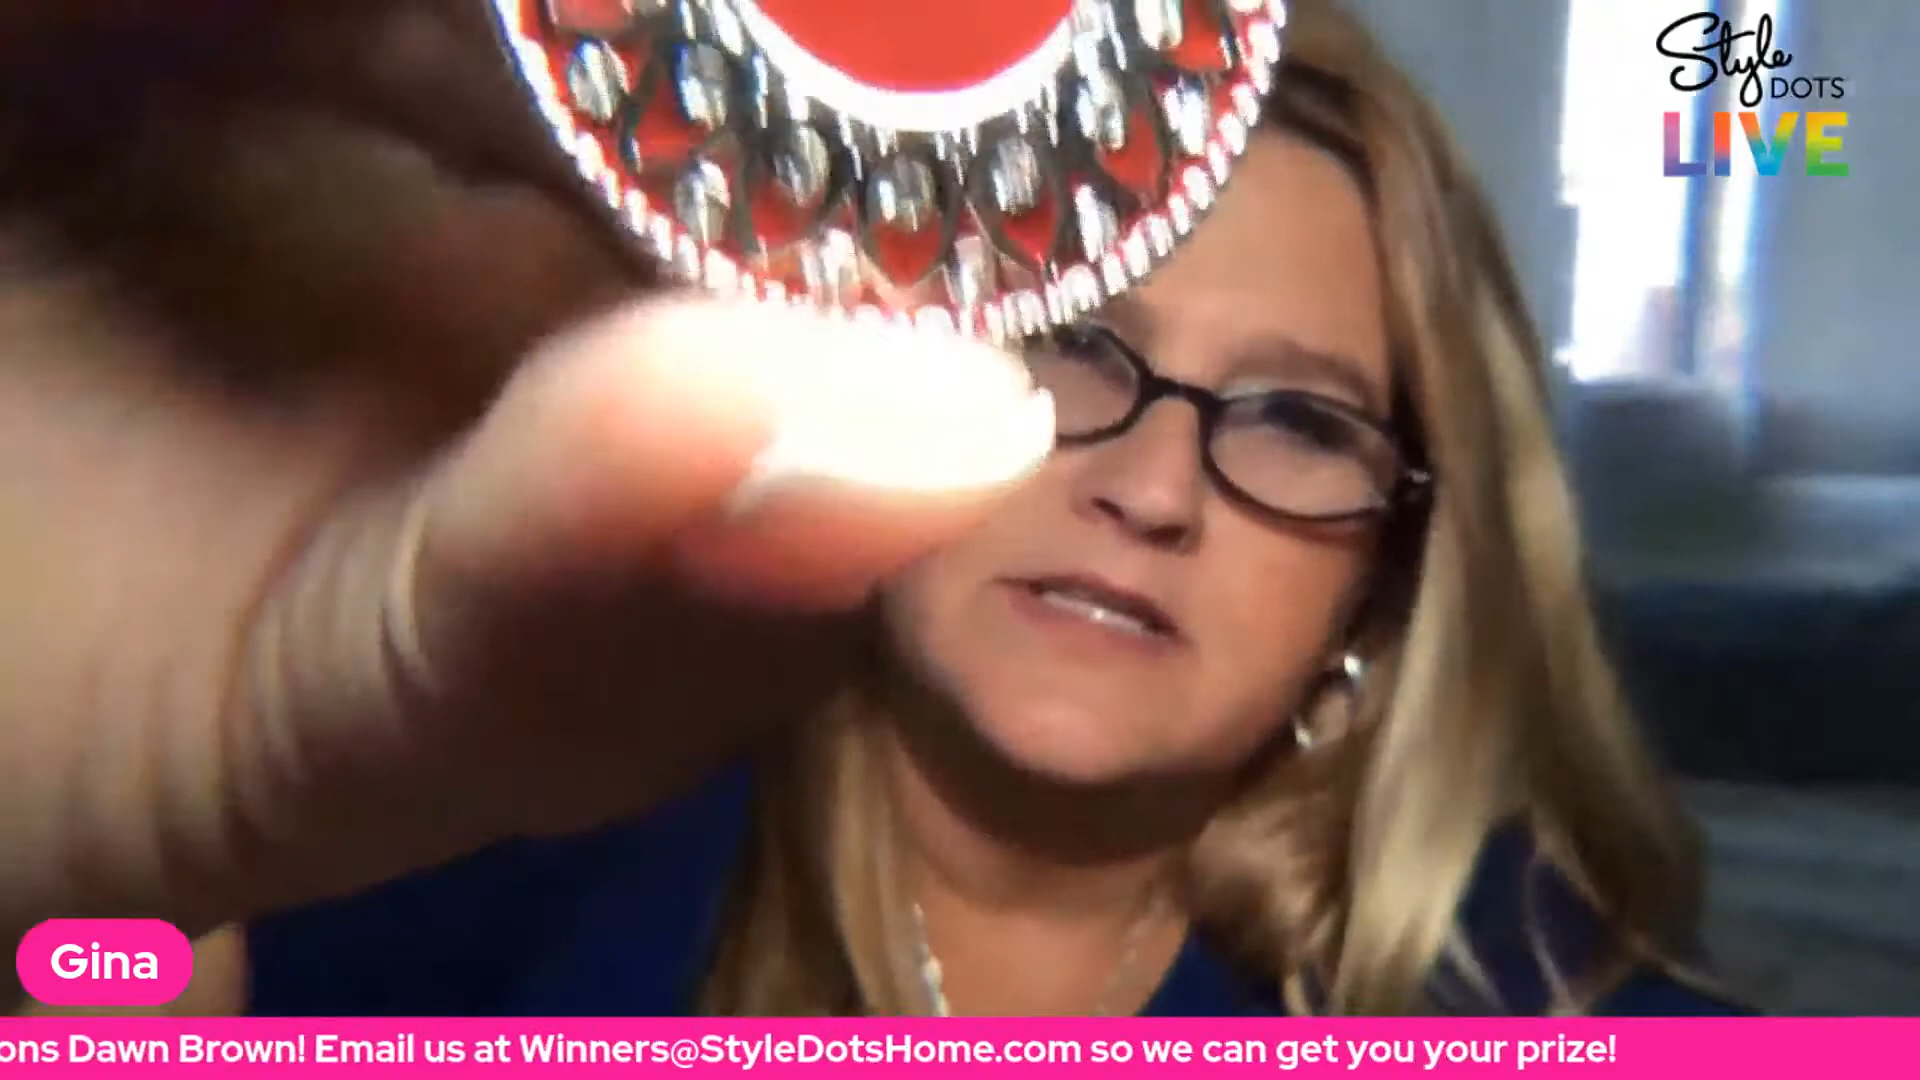 Style
DOTS
LIVE
Gina
ons Dawn Brown! Email us at Winners@StyleDotsHome.com so we can get you your prize!